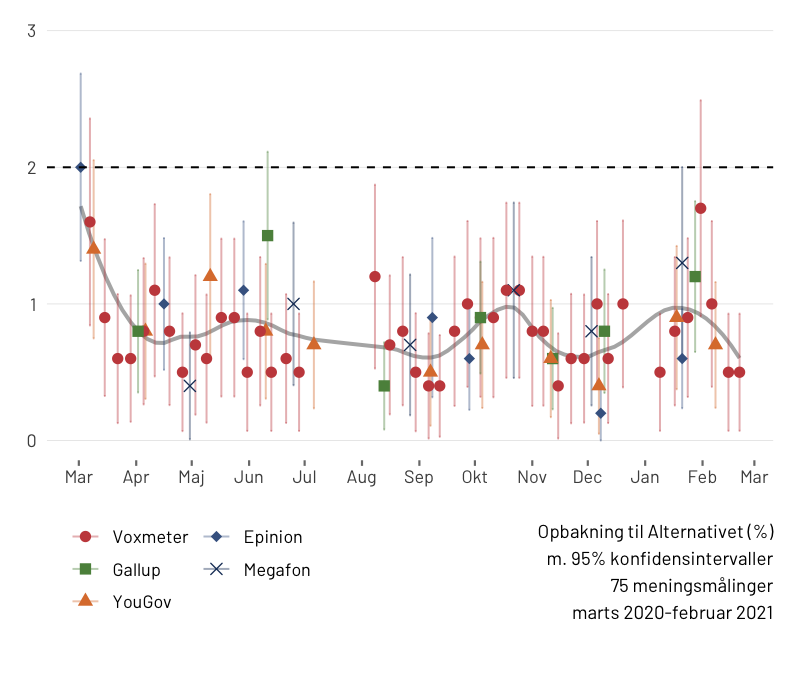 3
2
1
0
Mar Apr Maj Jun Jul Aug Sep Okt Nov Dec Jan Feb Mar
Voxmeter Epinion
Gallup Megafon
YouGov
Opbakning til Alternativet (%)
m. 95% konfidensintervaller
75 meningsmålinger
marts 2020-februar 2021